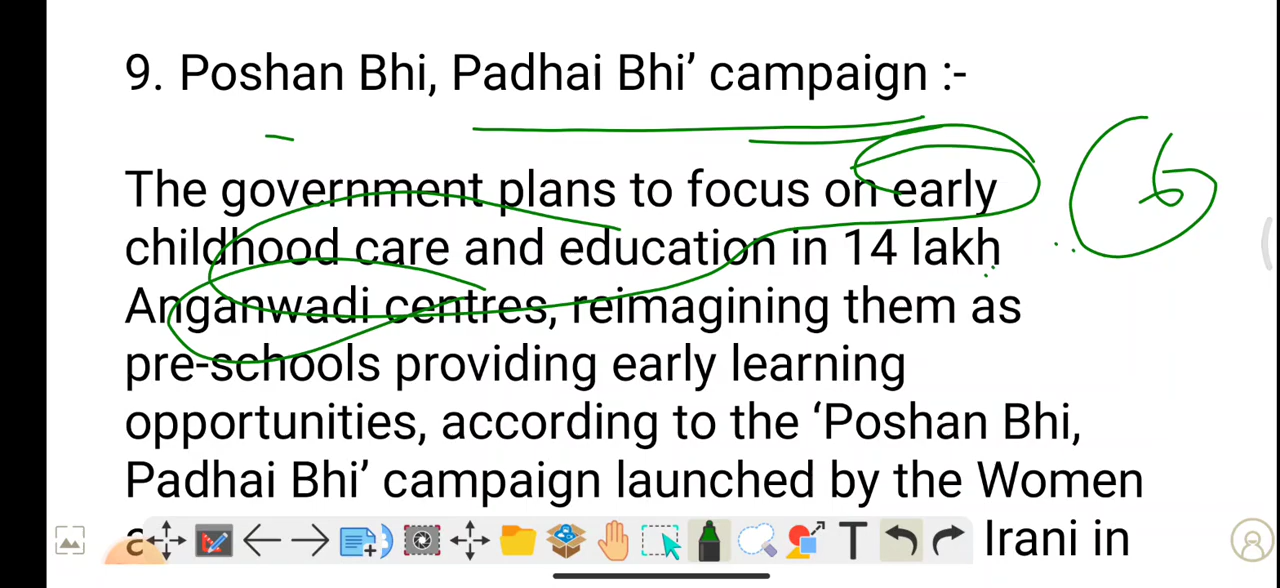 9. Poshan Bhi, Padhai Bhi’ campaign :-
6
The government plans to focus on early
childhood care and education in 14 lakh
Anganwadi centres, reimagining them as
pre-schools providing early learning
opportunities, according to the ‘Poshan Bhi,
Padhai Bhi’ campaign launched by the Women
Irani in